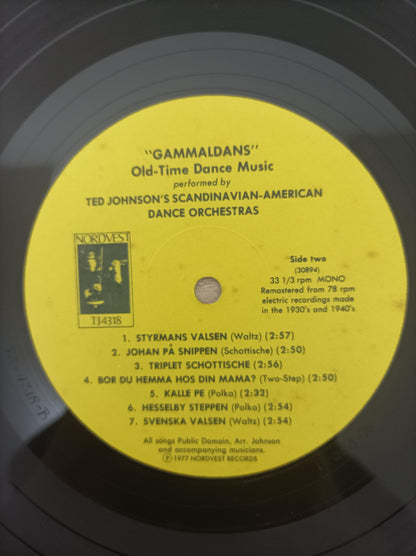 "GAMMALDANS"
Old-Time Dance Music
performed by
TED JOHNSON'S SCANDINAVIAN-AMERICAN
DANCE ORCHESTRAS
NORDVEST
TJ-4318
Side two
(30894)
33 1/3 rpm MONO
Remastered from 78 rpm
electric recordings made
in the 1930's and 1940's
1. STYRMANS VALSEN (Waltz) (2:57)
2. JOHAN PÅ SNIPPEN (Schottische) (2:50)
3. TRIPLET SCHOTTISCHE (2:56)
4. BOR DU HEMMA HOS DIN MAMA? (Two-Step) (2:50)
5. KALLE PE (Polka) (2:32)
6. HESSELBY STEPPEN (Polka) (2:54)
7. SVENSKA VALSEN (Waltz) (2:54)
All songs Public Domain, Arr. Johnson
and accompanying musicians.
Ⓟ 1977 NORDVEST RECORDS